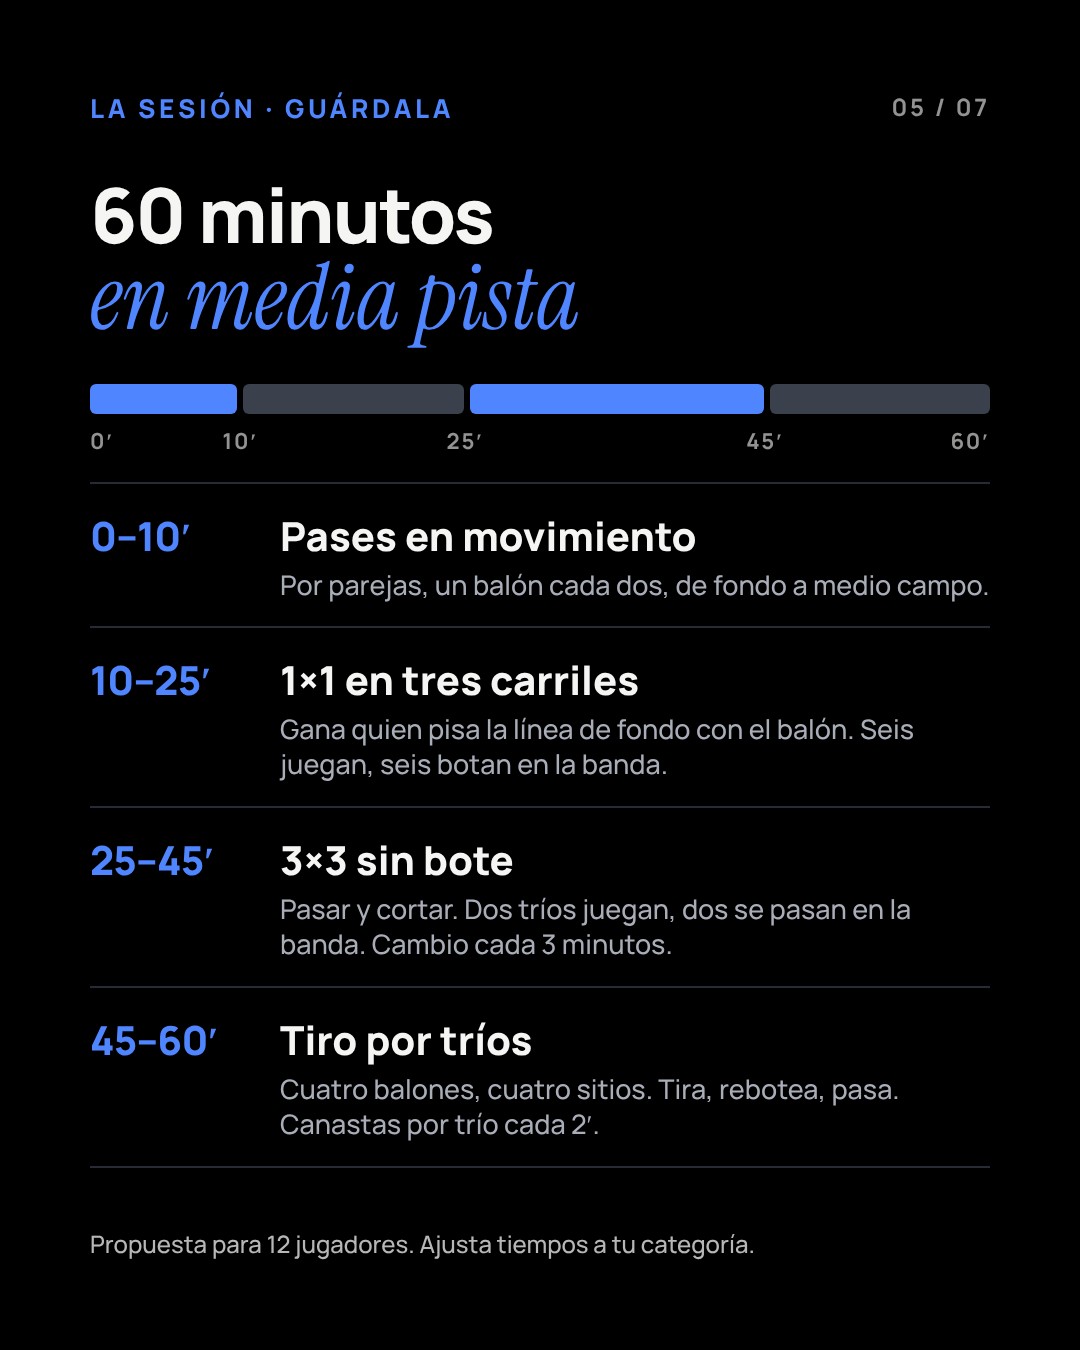 LA SESIÓN · GUÁRDALA
05 / 07
60 minutos
en media pista
0′ 10′ 25′ 45′ 60′
0–10′ Pases en movimiento
Por parejas, un balón cada dos, de fondo a medio campo.
10–25′ 1×1 en tres carriles
Gana quien pisa la línea de fondo con el balón. Seis
juegan, seis botan en la banda.
25–45′ 3×3 sin bote
Pasar y cortar. Dos tríos juegan, dos se pasan en la
banda. Cambio cada 3 minutos.
45–60′ Tiro por tríos
Cuatro balones, cuatro sitios. Tira, rebotea, pasa.
Canastas por trío cada 2′.
Propuesta para 12 jugadores. Ajusta tiempos a tu categoría.